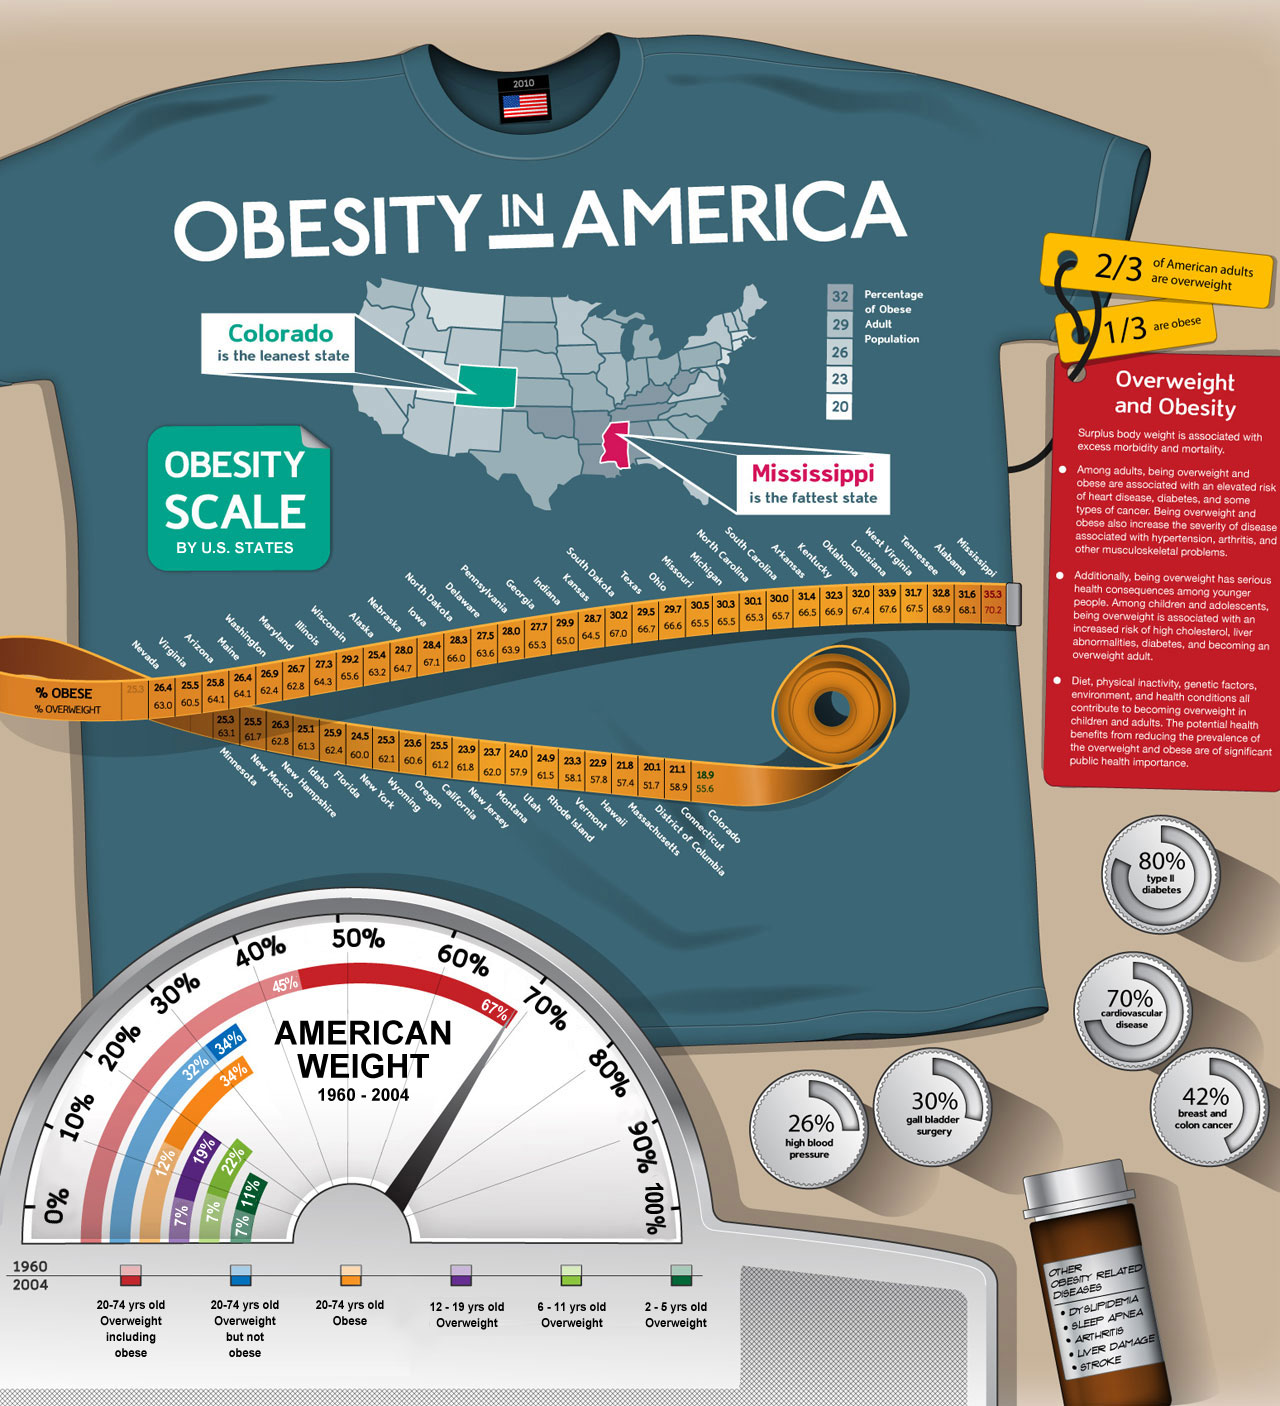 2010
OBESITY IN AMERICA
2/3 of American adults
are overweight
1/3 are obese
Colorado
is the leanest state
32
29
26
23
20
Percentage
of Obese
Adult
Population
Mississippi
is the fattest state
OBESITY
SCALE
BY U.S. STATES
Overweight
and Obesity
Surplus body weight is associated with
excess morbidity and mortality.
Among adults, being overweight and
obese are associated with an elevated risk
of heart disease, diabetes, and some
types of cancer. Being overweight and
obese also increase the severity of disease
associated with hypertension, arthritis, and
other musculoskeletal problems.
Additionally, being overweight has serious
health consequences among younger
people. Among children and adolescents,
being overweight is associated with an
increased risk of high cholesterol, liver
abnormalities, diabetes, and becoming an
overweight adult.
Diet, physical inactivity, genetic factors,
environment, and health conditions all
contribute to becoming overweight in
children and adults. The potential health
benefits from reducing the prevalence of
the overweight and obese are of significant
public health importance.
Nevada
Virginia
Arizona
Maine
Washington
Maryland
Illinois
Wisconsin
Alaska
Nebraska
Iowa
North Dakota
Delaware
Pennsylvania
Georgia
Indiana
Kansas
South Dakota
Texas
Ohio
Missouri
Michigan
North Carolina
South Carolina
Arkansas
Kentucky
Oklahoma
Louisiana
West Virginia
Tennessee
Alabama
Mississippi
% OBESE 25.3 26.4 25.5 25.8 26.4 26.9 26.7 27.3 29.2 25.4 28.0 28.4 28.3 27.5 28.0 27.7 29.9 28.7 30.2 29.5 29.7 30.5 30.3 30.1 30.0 31.4 32.3 32.0 33.9 31.7 32.8 31.6 35.3
% OVERWEIGHT 63.0 60.5 64.1 64.1 62.4 62.8 64.3 65.6 63.2 64.7 67.1 66.0 63.6 63.9 65.3 65.0 64.5 67.0 66.7 66.6 65.5 65.5 65.3 65.7 66.5 66.9 67.4 67.6 67.5 68.9 68.1 70.2
25.3 25.5 26.3 25.1 25.9 24.5 25.3 23.6 25.5 23.9 23.7 24.0 24.9 23.3 22.9 21.8 20.1 21.1 18.9
63.1 61.7 62.8 61.3 62.4 60.0 62.1 60.6 61.2 61.8 62.0 57.9 61.5 58.1 57.8 57.4 51.7 58.9 55.6
Minnesota
New Mexico
New Hampshire
Idaho
Florida
New York
Wyoming
Oregon
California
New Jersey
Montana
Utah
Rhode Island
Vermont
Hawaii
Massachusetts
District of Columbia
Connecticut
Colorado
80%
type II
diabetes
70%
cardiovascular
disease
42%
breast and
colon cancer
30%
gall bladder
surgery
26%
high blood
pressure
0%
10%
20%
30%
40%
50%
60%
70%
80%
90%
100%
AMERICAN
WEIGHT
1960 - 2004
45%
67%
32%
34%
12%
34%
7%
19%
7%
22%
7%
11%
1960
2004
20-74 yrs old
Overweight
including
obese
20-74 yrs old
Overweight
but not
obese
20-74 yrs old
Obese
12 - 19 yrs old
Overweight
6 - 11 yrs old
Overweight
2 - 5 yrs old
Overweight
OTHER
OBESITY RELATED
DISEASES
• DYSLIPIDEMIA
• SLEEP APNEA
• ARTHRITIS
• LIVER DAMAGE
• STROKE